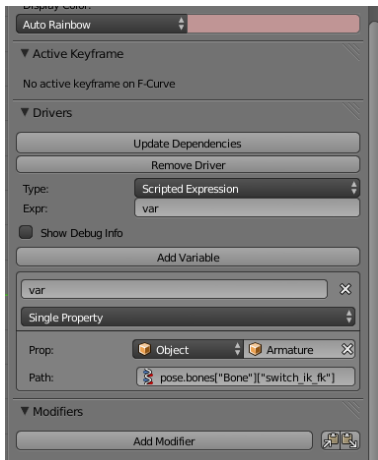 Display Color:
Auto Rainbow
Active Keyframe
No active keyframe on F-Curve
Drivers
Update Dependencies
Remove Driver
Type: Scripted Expression
Expr: var
Show Debug Info
Add Variable
var
Single Property
Prop: Object Armature
Path: pose.bones["Bone"]["switch_ik_fk"]
Modifiers
Add Modifier